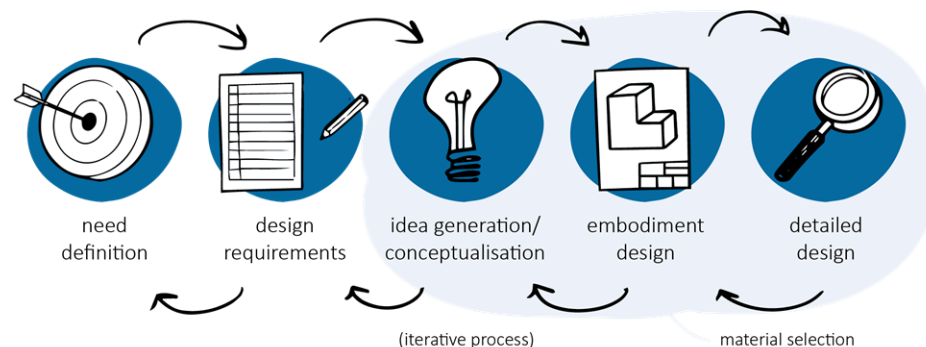 need
definition
design
requirements
idea generation/
conceptualisation
embodiment
design
detailed
design
(iterative process)
material selection